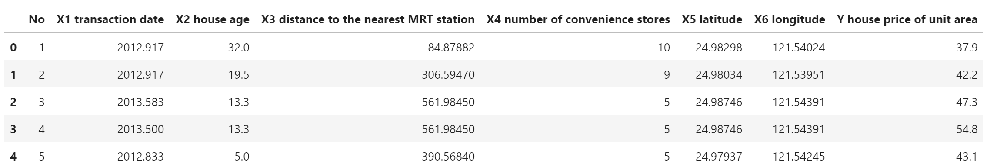 No X1 transaction date X2 house age X3 distance to the nearest MRT station X4 number of convenience stores X5 latitude X6 longitude Y house price of unit area
0 1 2012.917 32.0 84.87882 10 24.98298 121.54024 37.9
1 2 2012.917 19.5 306.59470 9 24.98034 121.53951 42.2
2 3 2013.583 13.3 561.98450 5 24.98746 121.54391 47.3
3 4 2013.500 13.3 561.98450 5 24.98746 121.54391 54.8
4 5 2012.833 5.0 390.56840 5 24.97937 121.54245 43.1